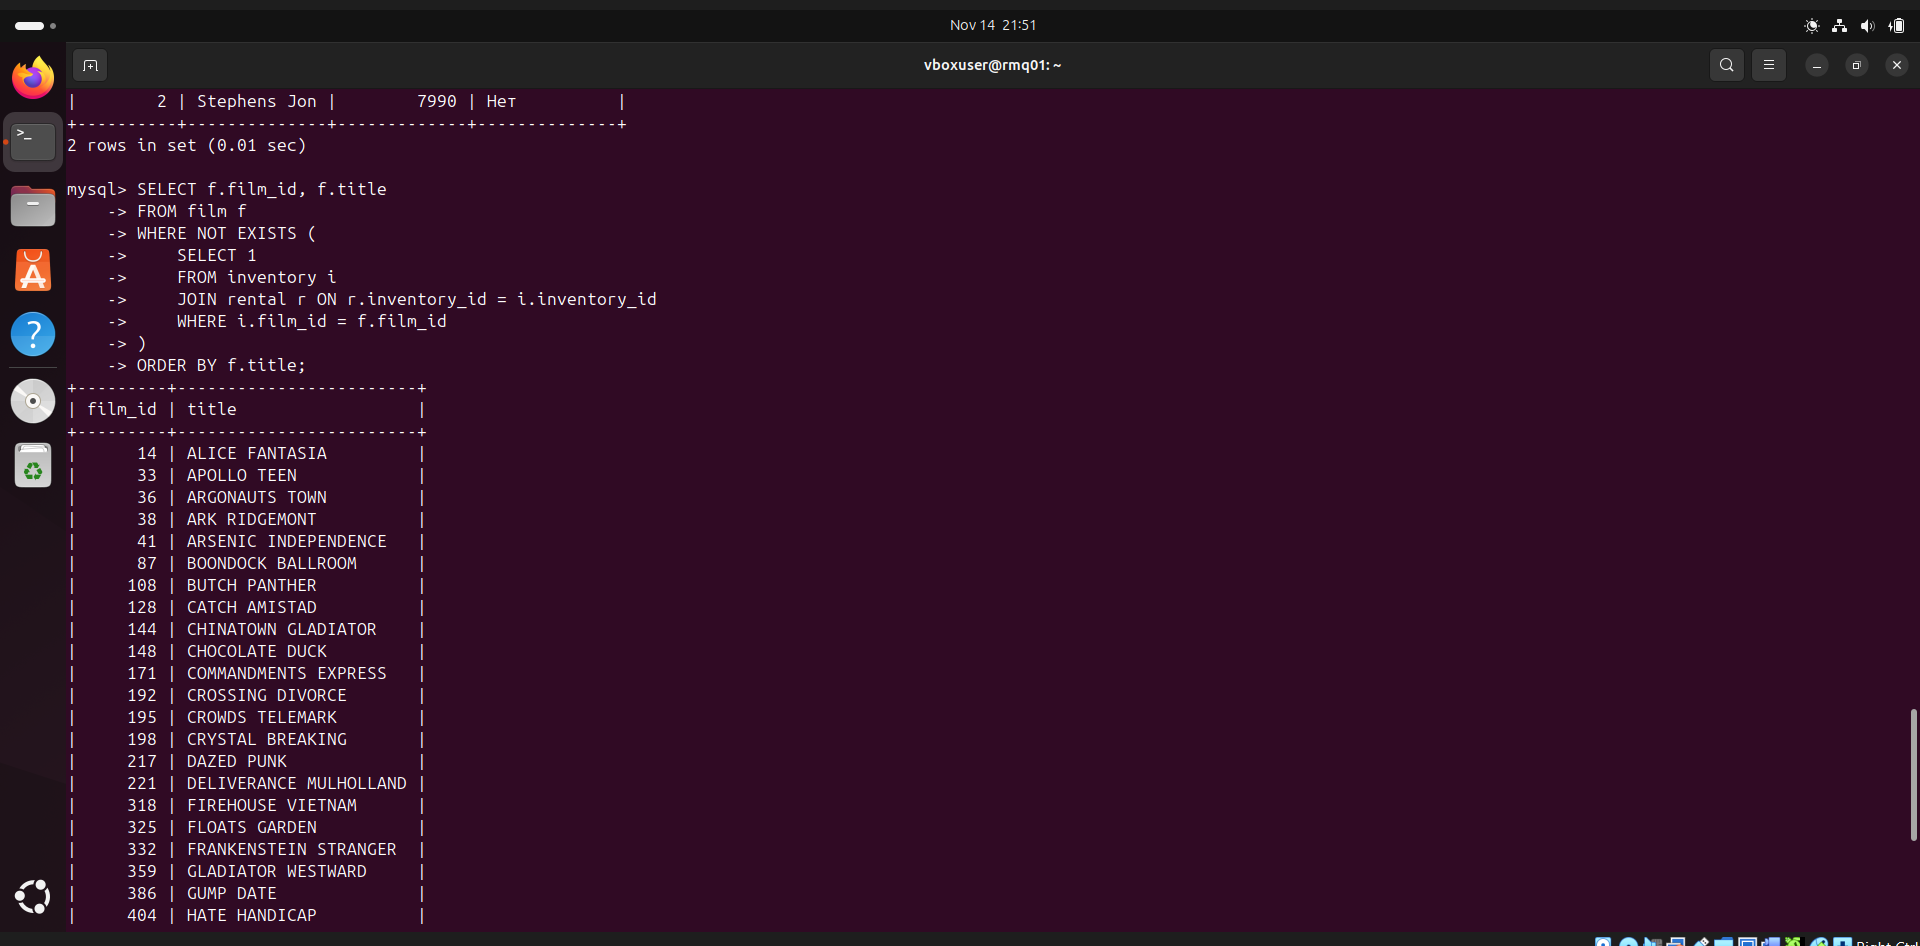 Nov 14 21:51
vboxuser@rmq01: ~
| 2 | Stephens Jon | 7990 | Нет |
+----------+--------------+-------------+--------------+
2 rows in set (0.01 sec)
mysql> SELECT f.film_id, f.title
-> FROM film f
-> WHERE NOT EXISTS (
-> SELECT 1
-> FROM inventory i
-> JOIN rental r ON r.inventory_id = i.inventory_id
-> WHERE i.film_id = f.film_id
-> )
-> ORDER BY f.title;
+---------+------------------------+
| film_id | title |
+---------+------------------------+
| 14 | ALICE FANTASIA |
| 33 | APOLLO TEEN |
| 36 | ARGONAUTS TOWN |
| 38 | ARK RIDGEMONT |
| 41 | ARSENIC INDEPENDENCE |
| 87 | BOONDOCK BALLROOM |
| 108 | BUTCH PANTHER |
| 128 | CATCH AMISTAD |
| 144 | CHINATOWN GLADIATOR |
| 148 | CHOCOLATE DUCK |
| 171 | COMMANDMENTS EXPRESS |
| 192 | CROSSING DIVORCE |
| 195 | CROWDS TELEMARK |
| 198 | CRYSTAL BREAKING |
| 217 | DAZED PUNK |
| 221 | DELIVERANCE MULHOLLAND |
| 318 | FIREHOUSE VIETNAM |
| 325 | FLOATS GARDEN |
| 332 | FRANKENSTEIN STRANGER |
| 359 | GLADIATOR WESTWARD |
| 386 | GUMP DATE |
| 404 | HATE HANDICAP |
Right Ctrl